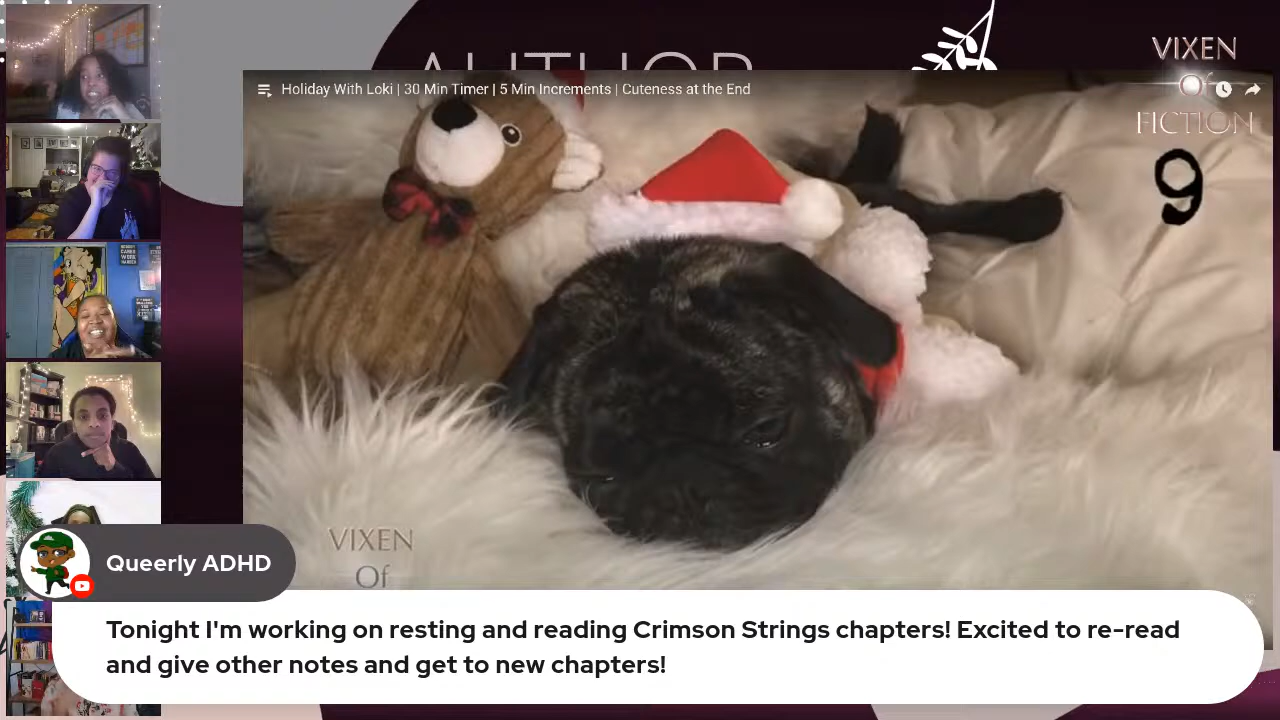 AUTHOR
VIXEN
Of
FICTION
Holiday With Loki | 30 Min Timer | 5 Min Increments | Cuteness at the End
9
VIXEN
Of
Queerly ADHD
Tonight I'm working on resting and reading Crimson Strings chapters! Excited to re-read
and give other notes and get to new chapters!